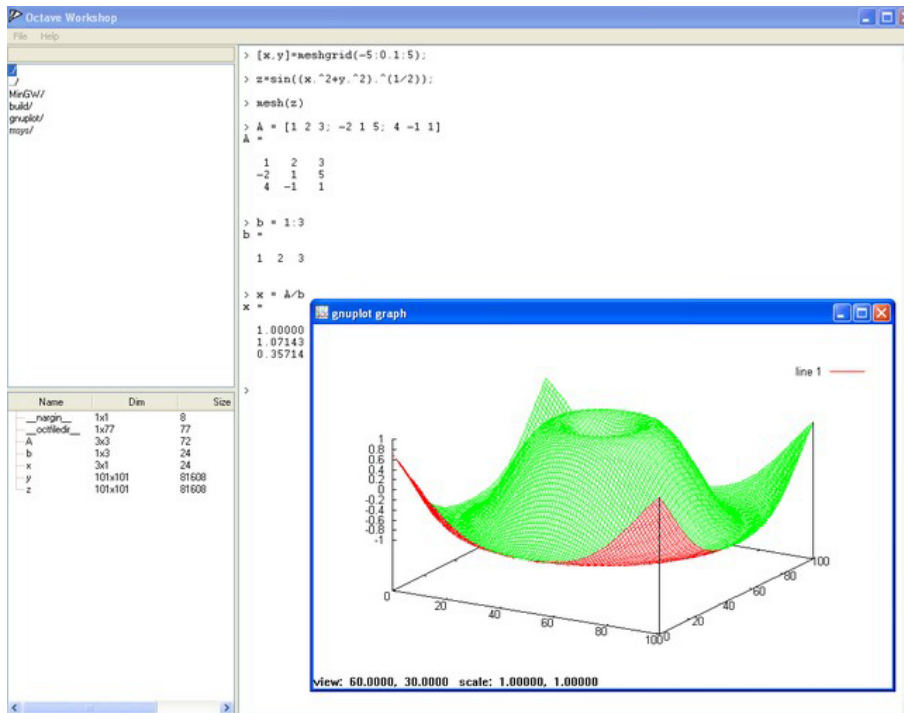 Octave Workshop
File Help
./
../
MinGW/
build/
gnuplot/
msys/
> [x,y]=meshgrid(-5:0.1:5);
> z=sin((x.^2+y.^2).^(1/2));
> mesh(z)
> A = [1 2 3; -2 1 5; 4 -1 1]
A =
1 2 3
-2 1 5
4 -1 1
> b = 1:3
b =
1 2 3
> x = A/b
x =
1.00000
1.07143
0.35714
>
Name Dim Size
__nargin__ 1x1 8
__octfiledir__ 1x77 77
A 3x3 72
b 1x3 24
x 3x1 24
y 101x101 81608
z 101x101 81608
gnuplot graph
line 1
1
0.8
0.6
0.4
0.2
0
-0.2
-0.4
-0.6
-0.8
-1
0 20 40 60 80 100
0 20 40 60 80 100
view: 60.0000, 30.0000 scale: 1.00000, 1.00000